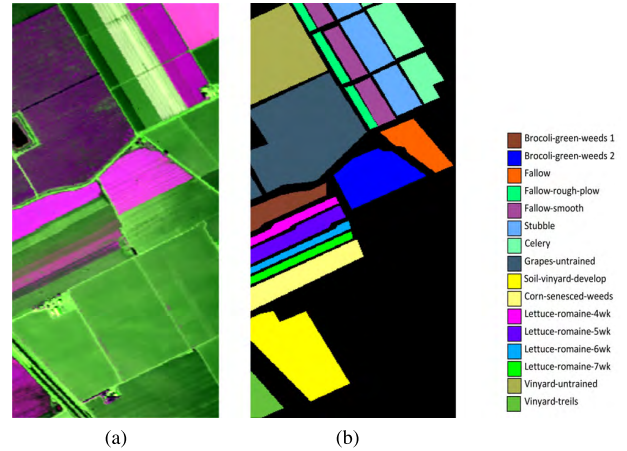 Brocoli-green-weeds 1
Brocoli-green-weeds 2
Fallow
Fallow-rough-plow
Fallow-smooth
Stubble
Celery
Grapes-untrained
Soil-vinyard-develop
Corn-senesced-weeds
Lettuce-romaine-4wk
Lettuce-romaine-5wk
Lettuce-romaine-6wk
Lettuce-romaine-7wk
Vinyard-untrained
Vinyard-treils
(a)
(b)